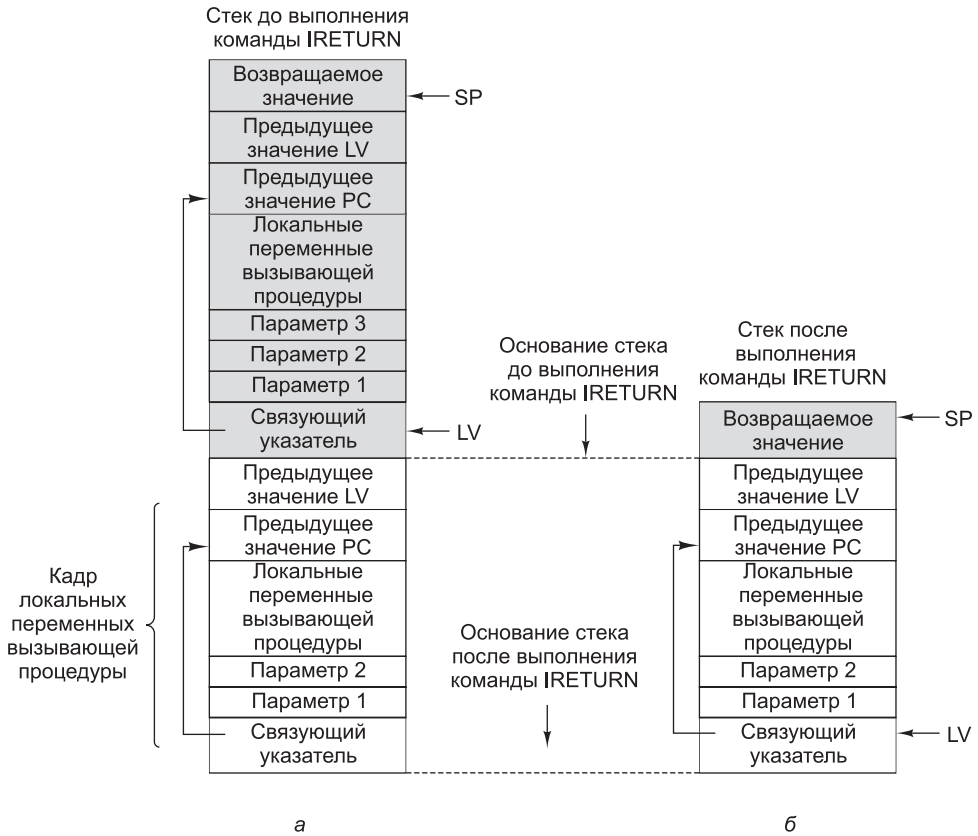 Стек до выполнения
команды IRETURN
Возвращаемое
значение
SP
Предыдущее
значение LV
Предыдущее
значение PC
Локальные
переменные
вызывающей
процедуры
Параметр 3
Параметр 2
Параметр 1
Связующий
указатель
LV
Предыдущее
значение LV
Предыдущее
значение PC
Локальные
переменные
вызывающей
процедуры
Параметр 2
Параметр 1
Связующий
указатель
Кадр
локальных
переменных
вызывающей
процедуры
Основание стека
до выполнения
команды IRETURN
Основание стека
после выполнения
команды IRETURN
Стек после
выполнения
команды IRETURN
Возвращаемое
значение
SP
Предыдущее
значение LV
Предыдущее
значение PC
Локальные
переменные
вызывающей
процедуры
Параметр 2
Параметр 1
Связующий
указатель
LV
а
б